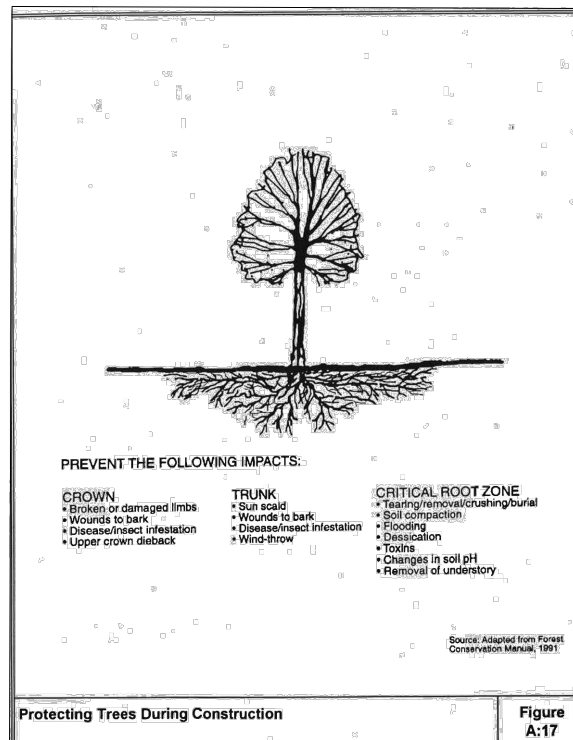 PREVENT THE FOLLOWING IMPACTS:
CROWN
• Broken or damaged limbs
• Wounds to bark
• Disease/insect infestation
• Upper crown dieback
TRUNK
• Sun scald
• Wounds to bark
• Disease/insect infestation
• Wind-throw
CRITICAL ROOT ZONE
• Tearing/removal/crushing/burial
• Soil compaction
• Flooding
• Dessication
• Toxins
• Changes in soil pH
• Removal of understory
Source: Adapted from Forest
Conservation Manual, 1991
Protecting Trees During Construction
Figure
A:17